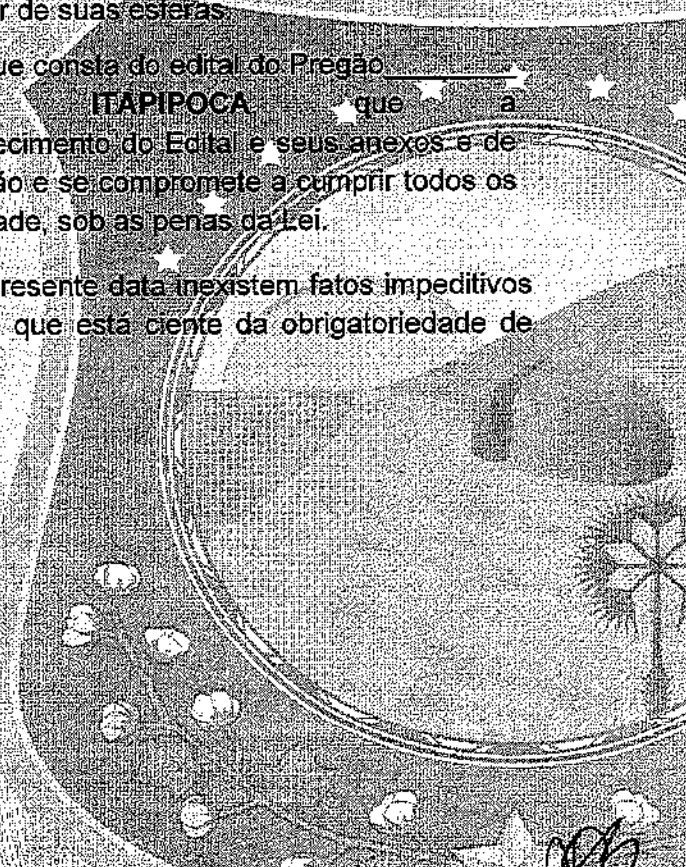 r de suas esferas.
ue consta do edital do Pregão
ITAPIPOCA que a
ecimento do Edital e seus anexos e de
ão e se compromete a cumprir todos os
ade, sob as penas da Lei.
resente data inexistem fatos impeditivos
que está ciente da obrigatoriedade de